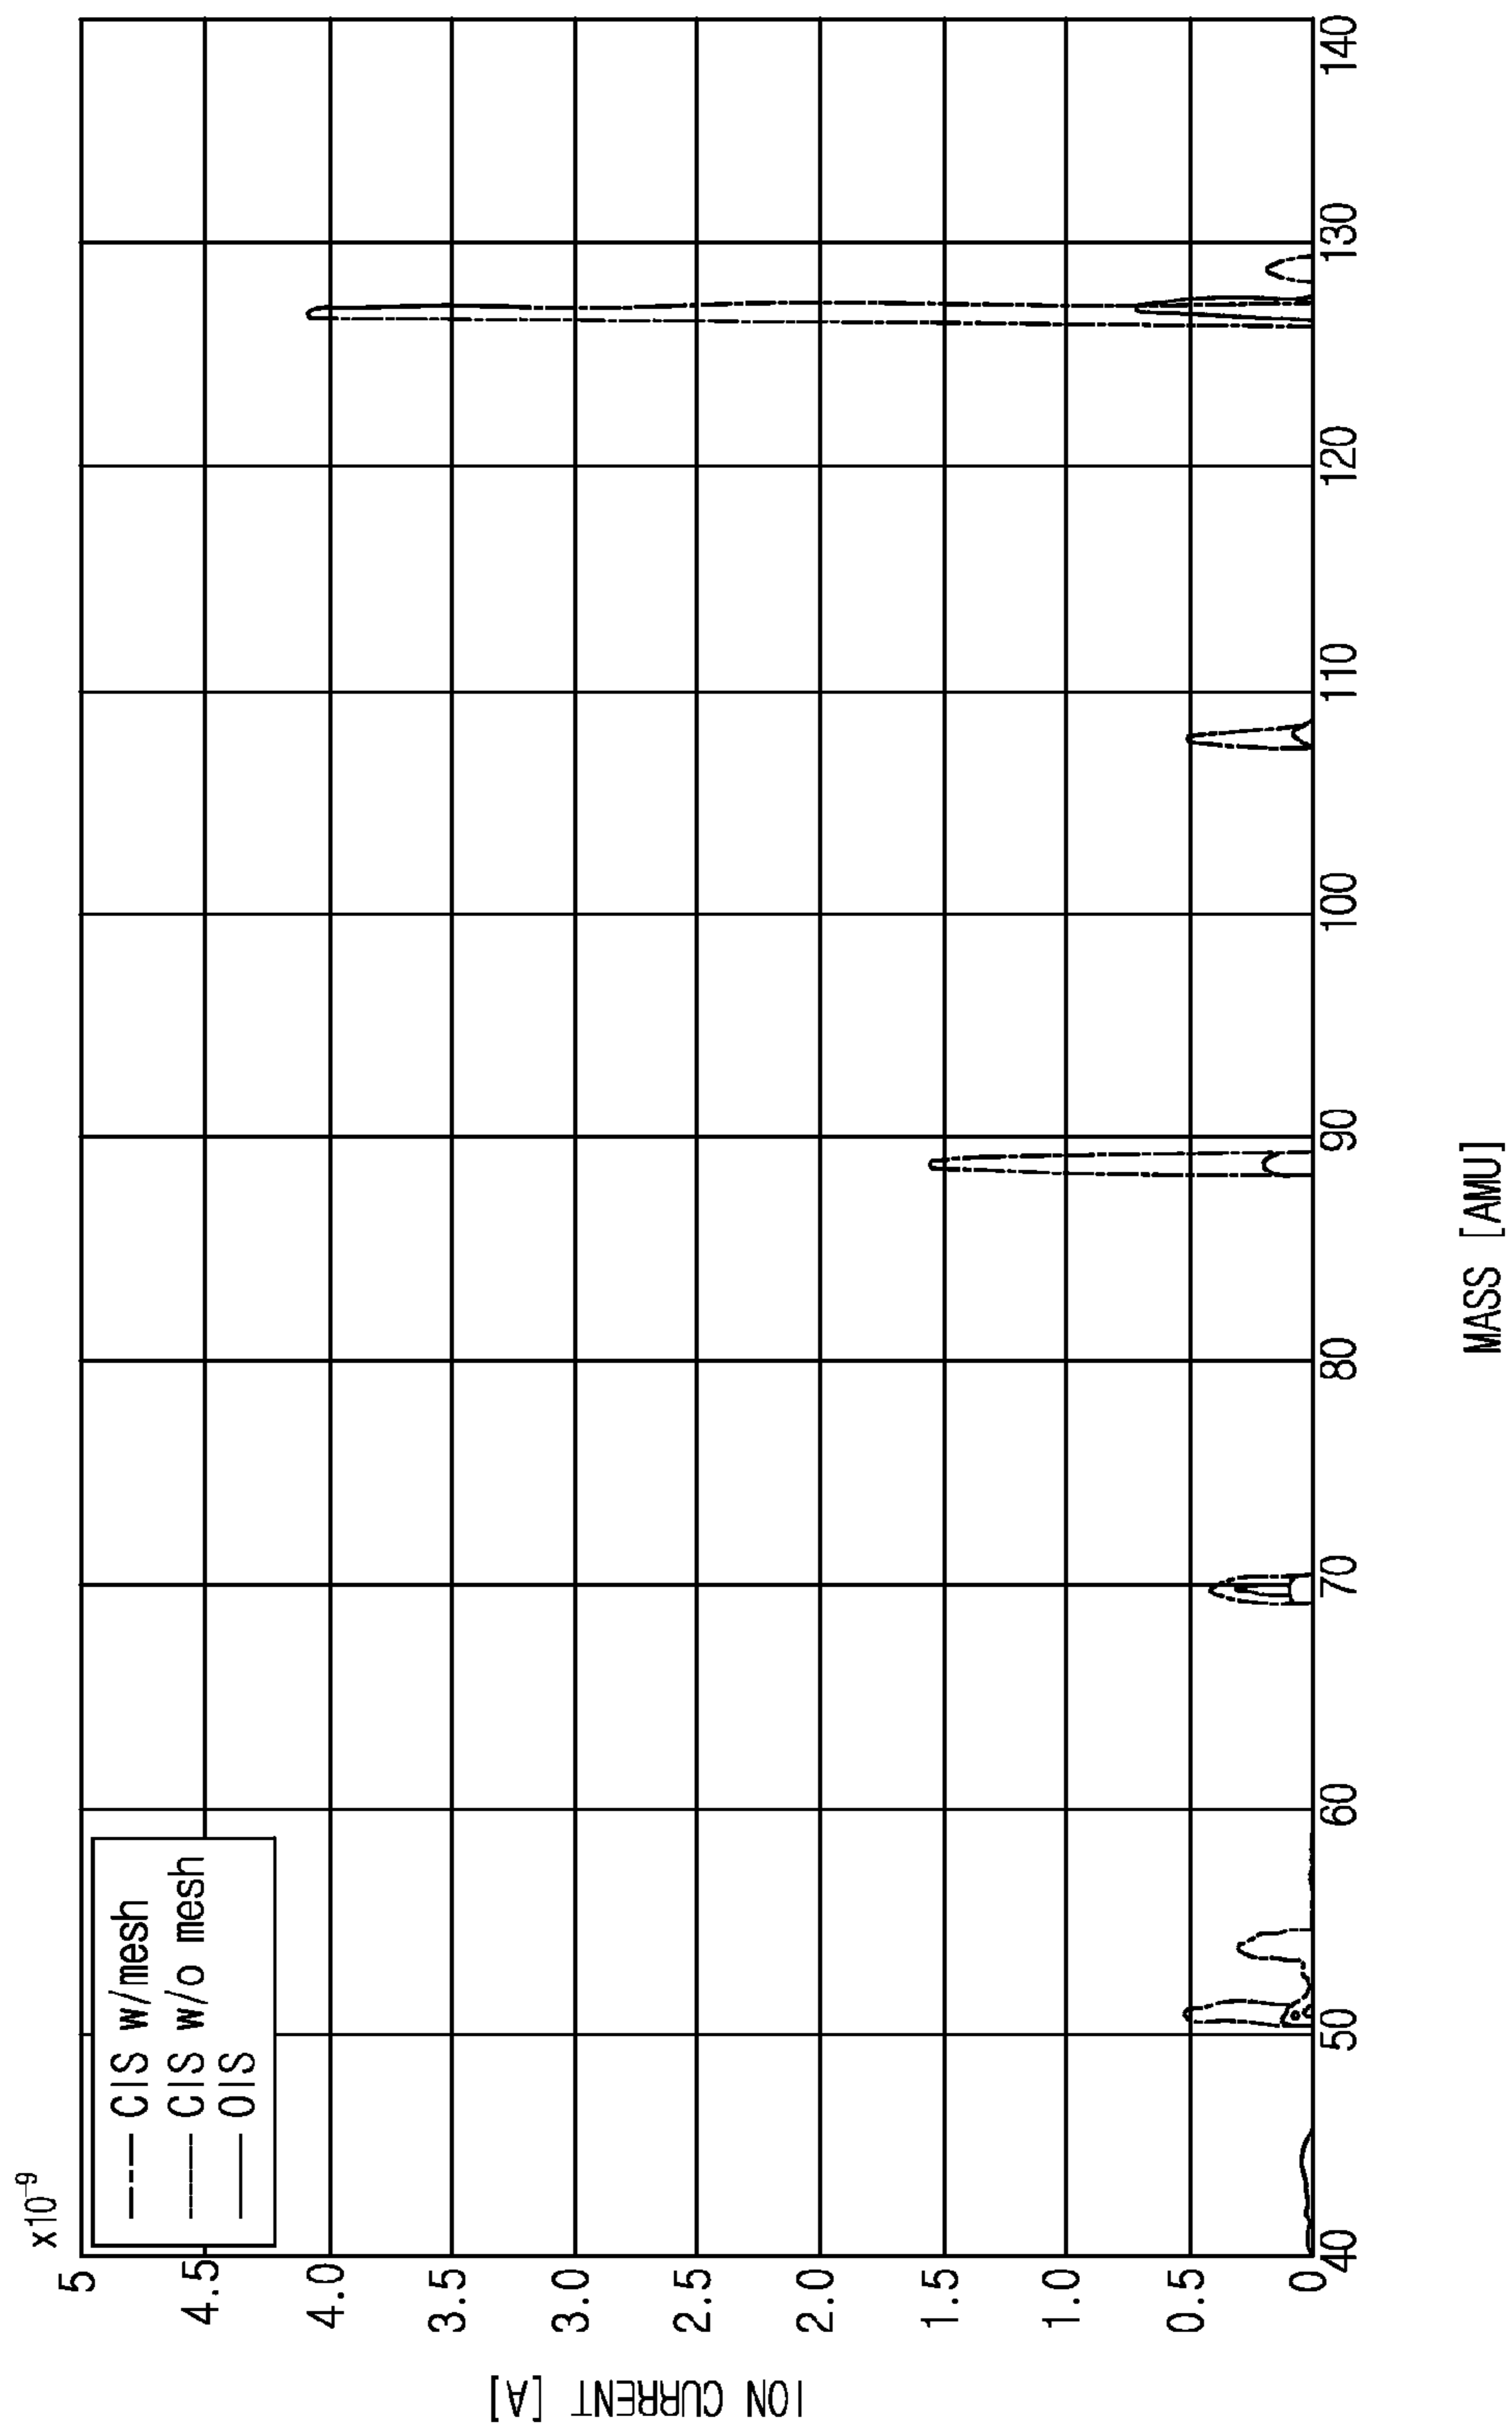 x10⁻⁹
5
4.5
4.0
3.5
3.0
2.5
2.0
1.5
1.0
0.5
0
ION CURRENT [A]
CIS w/mesh
CIS w/o mesh
OIS
40 50 60 70 80 90 100 110 120 130 140
MASS [AMU]